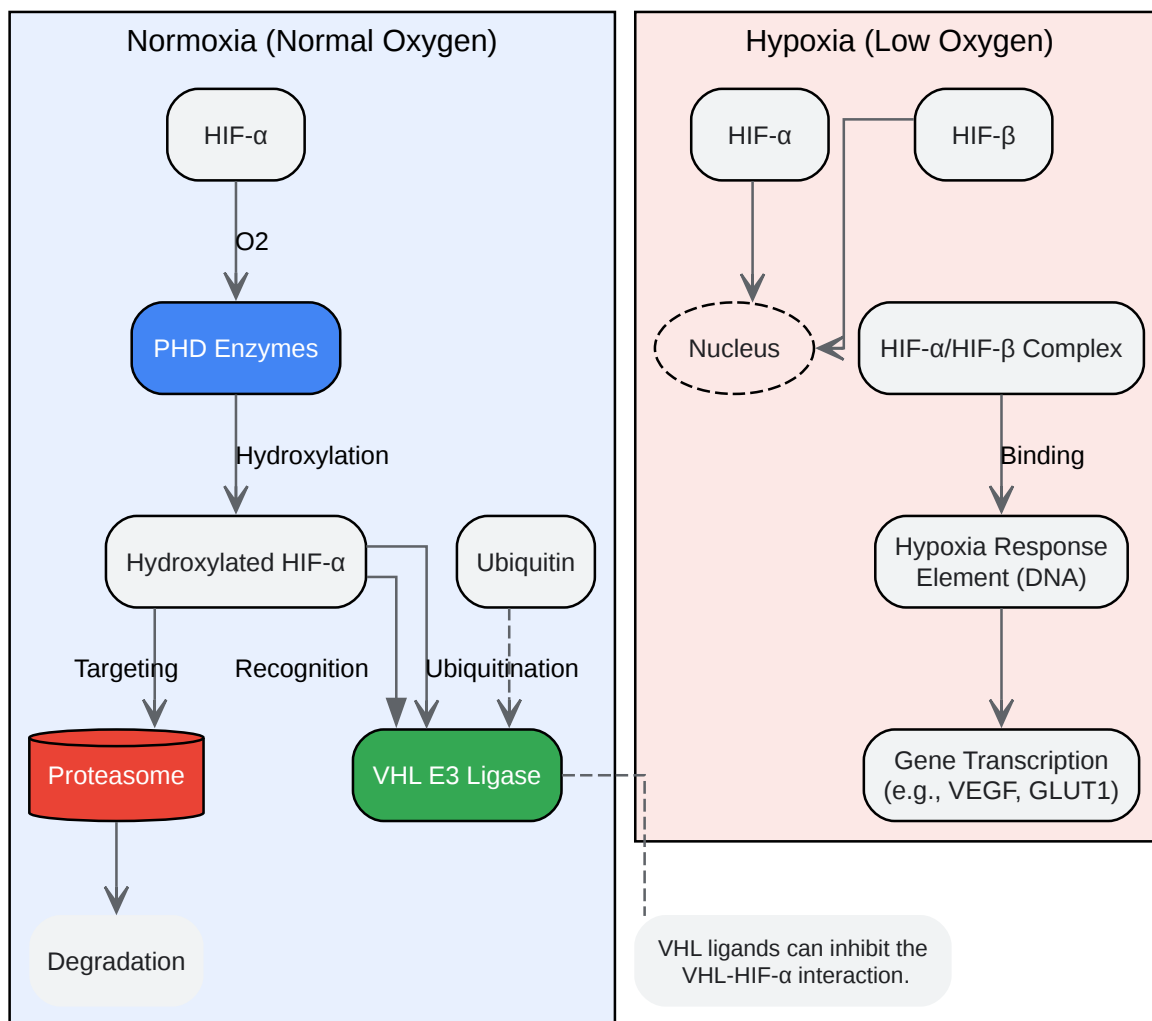 Normoxia (Normal Oxygen)
HIF-α
O2
PHD Enzymes
Hydroxylation
Hydroxylated HIF-α
Ubiquitin
Targeting
Recognition
Ubiquitination
Proteasome
VHL E3 Ligase
Degradation
Hypoxia (Low Oxygen)
HIF-α
HIF-β
Nucleus
HIF-α/HIF-β Complex
Binding
Hypoxia Response
Element (DNA)
Gene Transcription
(e.g., VEGF, GLUT1)
VHL ligands can inhibit the
VHL-HIF-α interaction.